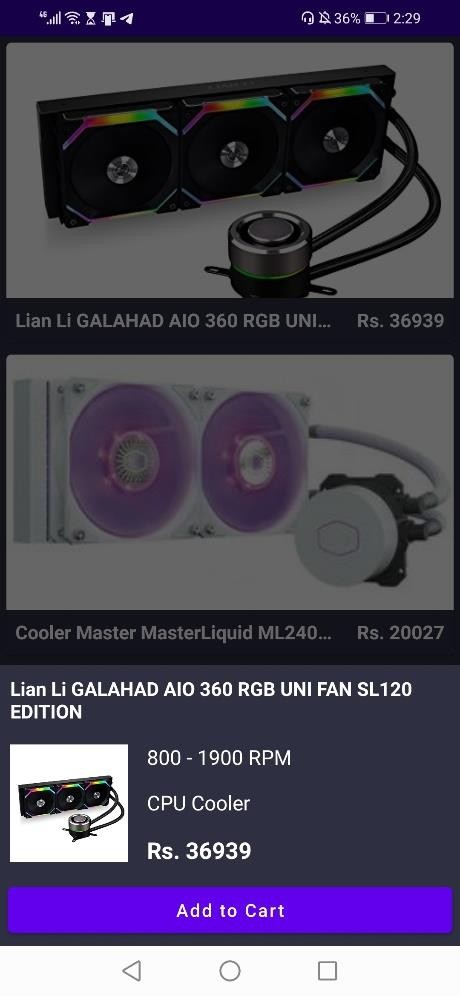 46
36%
2:29
Lian Li GALAHAD AIO 360 RGB UNI... Rs. 36939
Cooler Master MasterLiquid ML240... Rs. 20027
Lian Li GALAHAD AIO 360 RGB UNI FAN SL120
EDITION
800 - 1900 RPM
CPU Cooler
Rs. 36939
Add to Cart